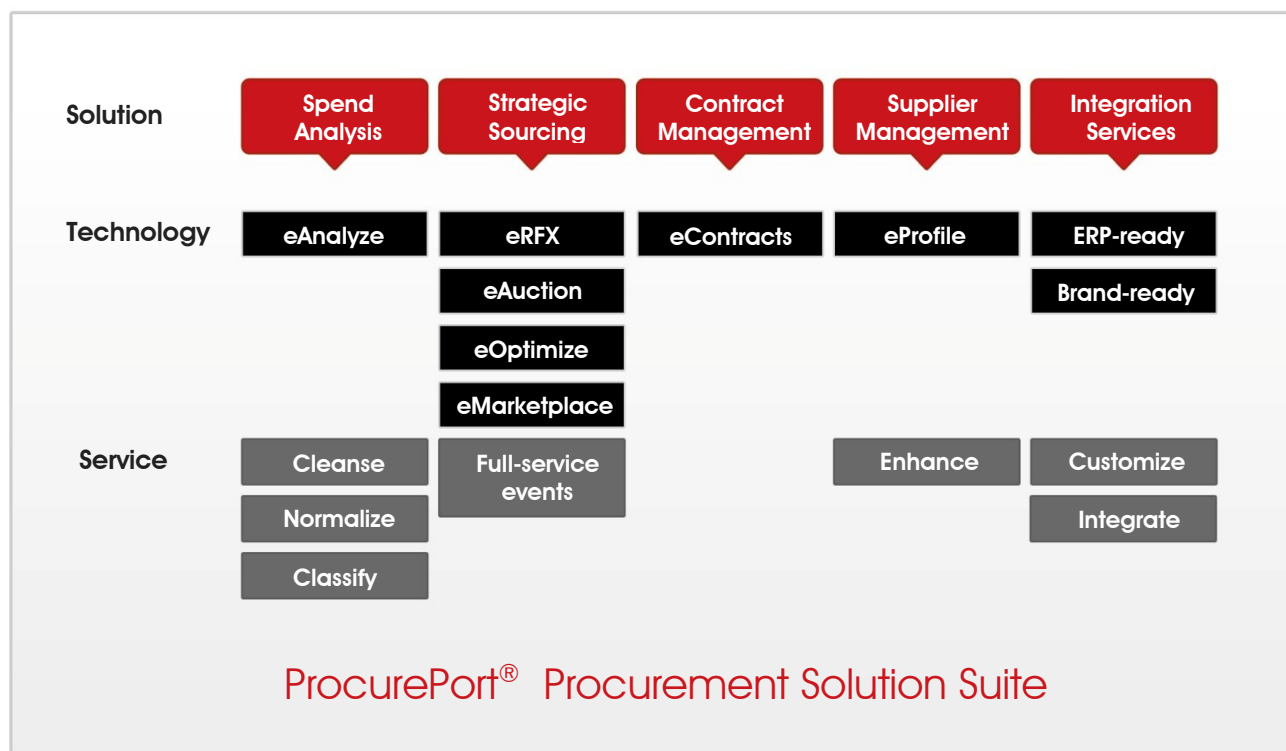 Solution
Spend
Analysis
Strategic
Sourcing
Contract
Management
Supplier
Management
Integration
Services
Technology
eAnalyze
eRFX
eContracts
eProfile
ERP-ready
eAuction
Brand-ready
eOptimize
eMarketplace
Service
Cleanse
Full-service
events
Enhance
Customize
Normalize
Integrate
Classify
ProcurePort® Procurement Solution Suite